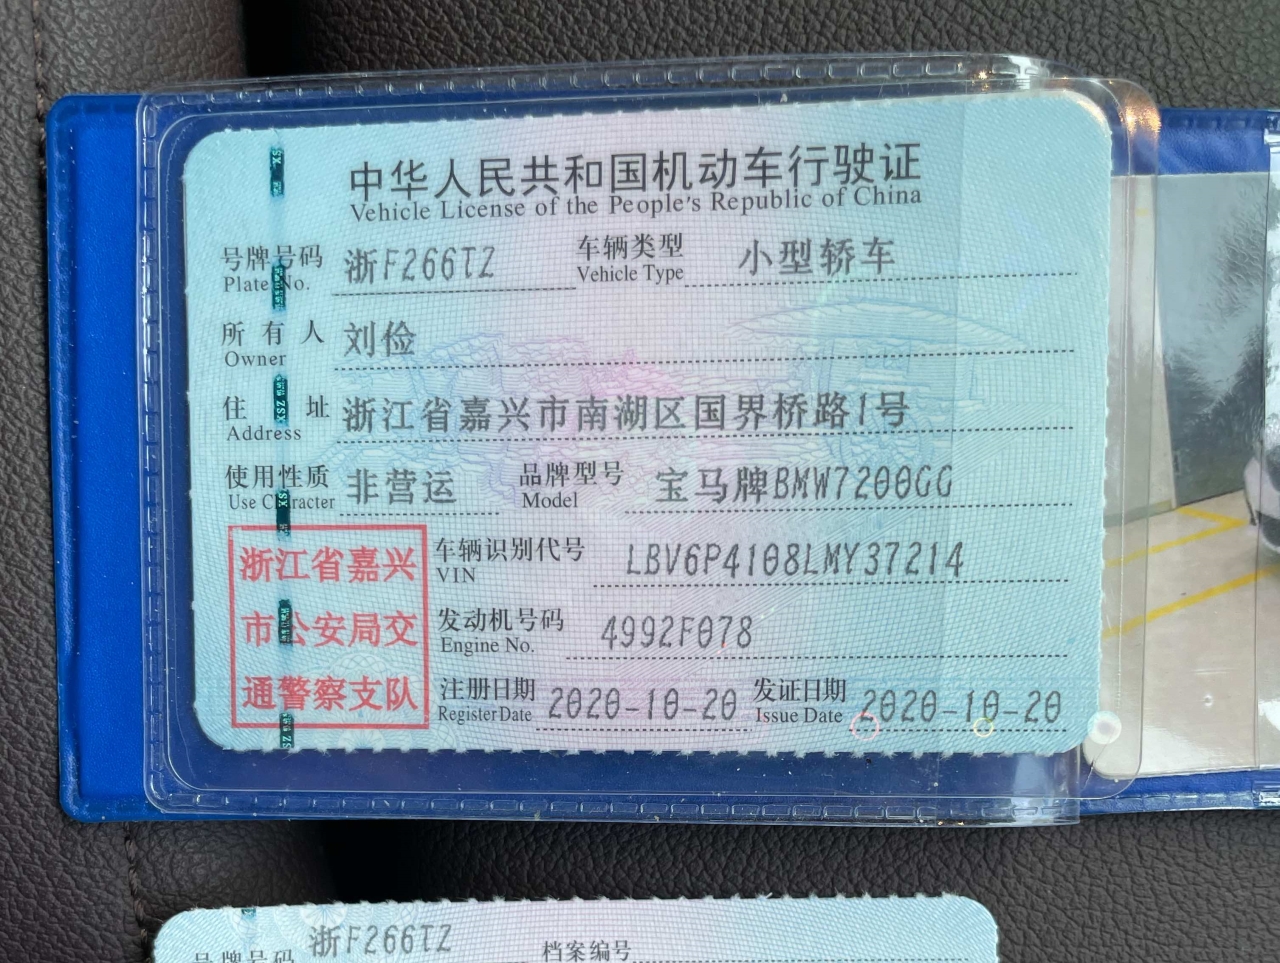 中华人民共和国机动车行驶证
Vehicle License of the People's Republic of China
号牌号码 浙F266TZ 车辆类型 小型轿车
Plate No. Vehicle Type
所有人 刘俭
Owner
住址 浙江省嘉兴市南湖区国界桥路1号
Address
使用性质 非营运 品牌型号 宝马牌BMW7200GG
Use Character Model
浙江省嘉兴
市公安局交
通警察支队
车辆识别代号 LBV6P4108LMY37214
VIN
发动机号码 4992F078
Engine No.
注册日期 2020-10-20 发证日期 2020-10-20
Register Date Issue Date
号牌号码 浙F266TZ 档案编号